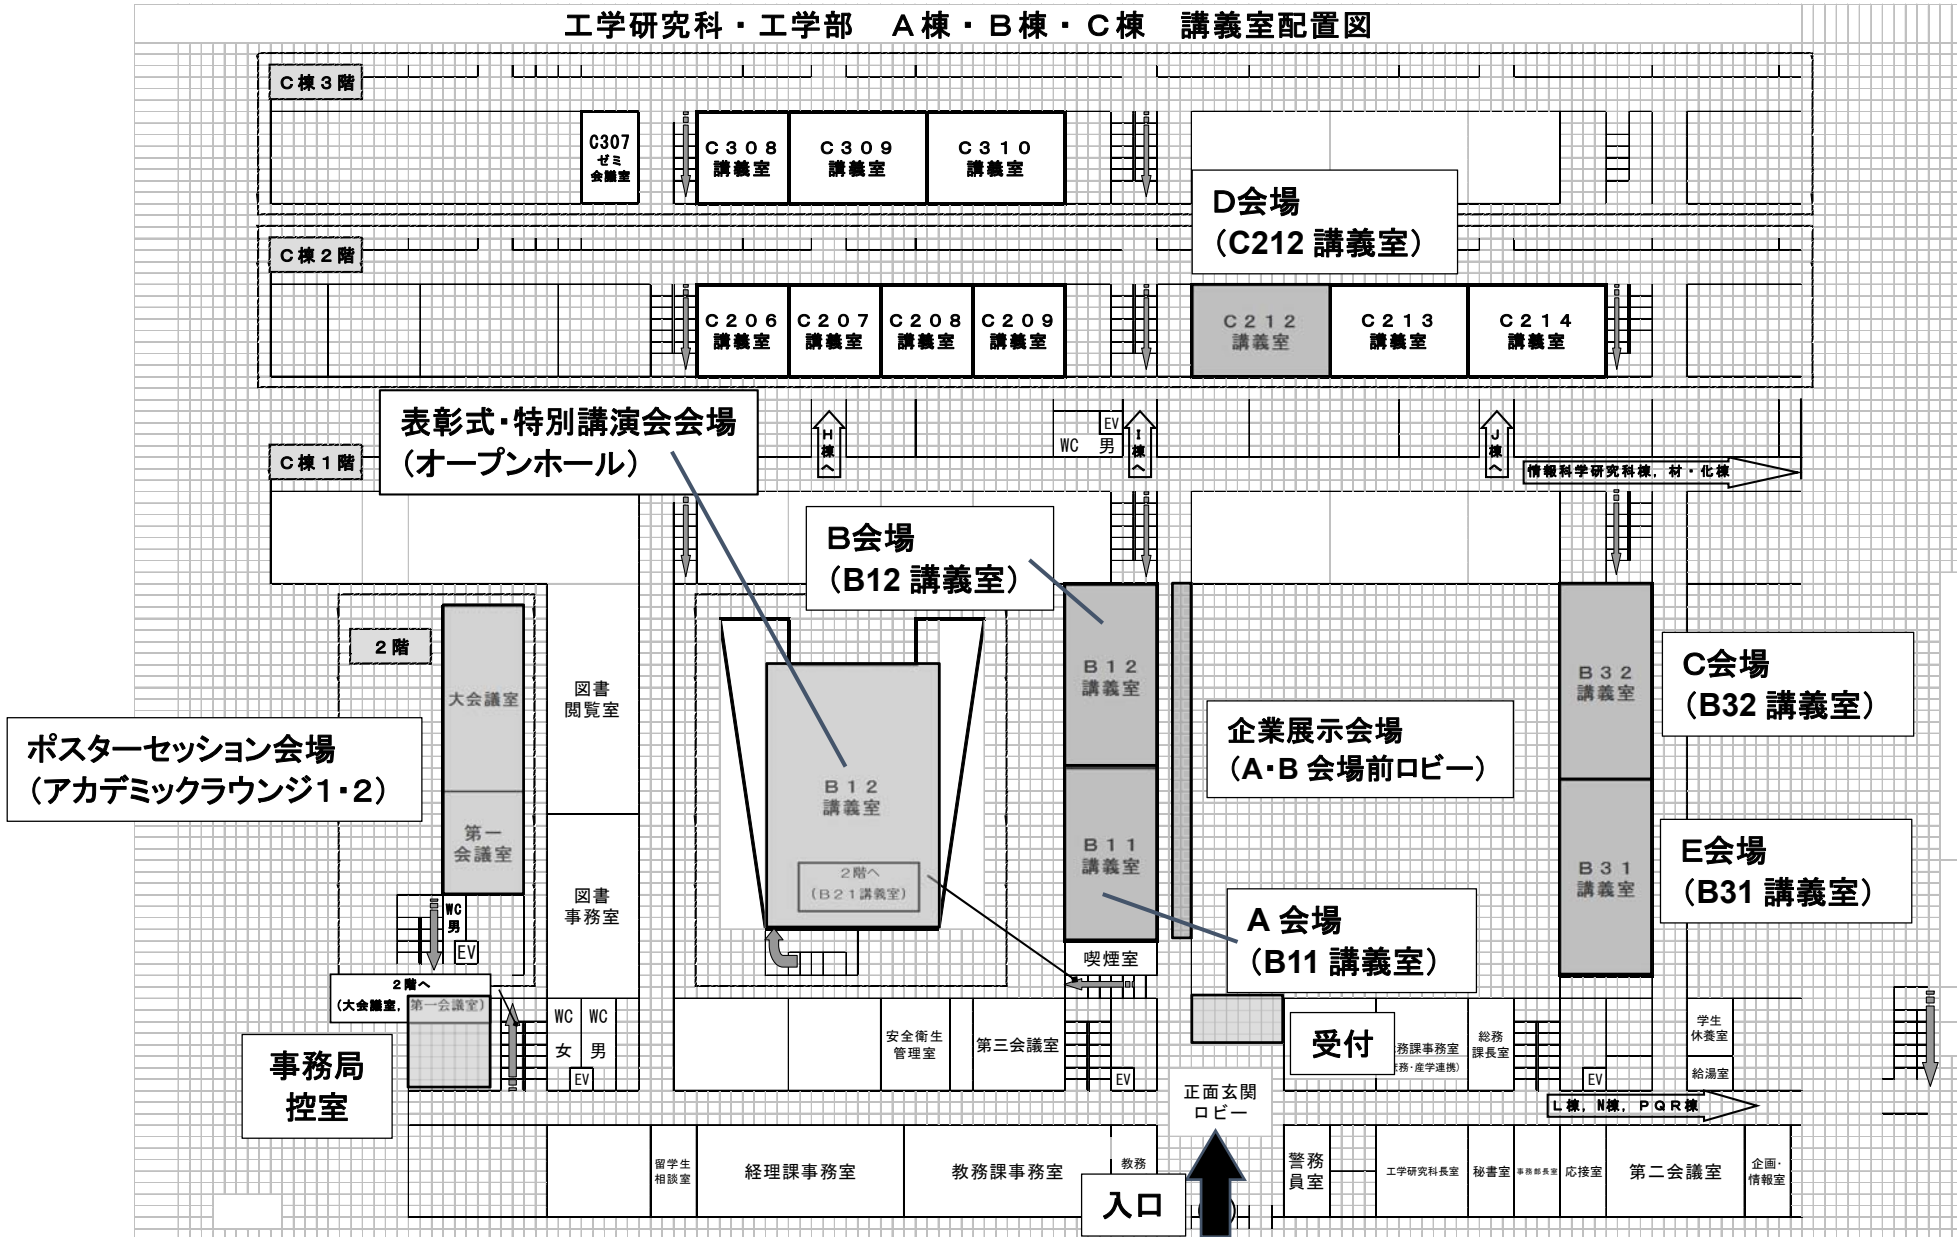 工学研究科・工学部　A棟・B棟・C棟　講義室配置図
C棟3階
C307
ゼミ
会議室
C308
講義室
C309
講義室
C310
講義室
D会場
（C212 講義室）
C棟2階
C206
講義室
C207
講義室
C208
講義室
C209
講義室
C212
講義室
C213
講義室
C214
講義室
表彰式・特別講演会会場
（オープンホール）
C棟1階
H棟へ
EV
WC 男
I棟へ
J棟へ
情報科学研究科棟，材・化棟
B会場
（B12 講義室）
2階
大会議室
第一
会議室
図書
閲覧室
図書
事務室
ポスターセッション会場
（アカデミックラウンジ1・2）
B12
講義室
2階へ
（B21講義室）
B12
講義室
B11
講義室
喫煙室
企業展示会場
（A・B 会場前ロビー）
B32
講義室
B31
講義室
C会場
（B32 講義室）
E会場
（B31 講義室）
A 会場
（B11 講義室）
WC
男
EV
2階へ
（大会議室，第一会議室）
事務局
控室
WC
女
WC
男
EV
安全衛生
管理室
第三会議室
EV
受付
務課事務室
務・産学連携）
総務
課長室
EV
学生
休養室
給湯室
正面玄関
ロビー
L棟，N棟，PQR棟
留学生
相談室
経理課事務室
教務課事務室
教務
入口
警務
員室
工学研究科長室
秘書室
事務部長室
応接室
第二会議室
企画・
情報室